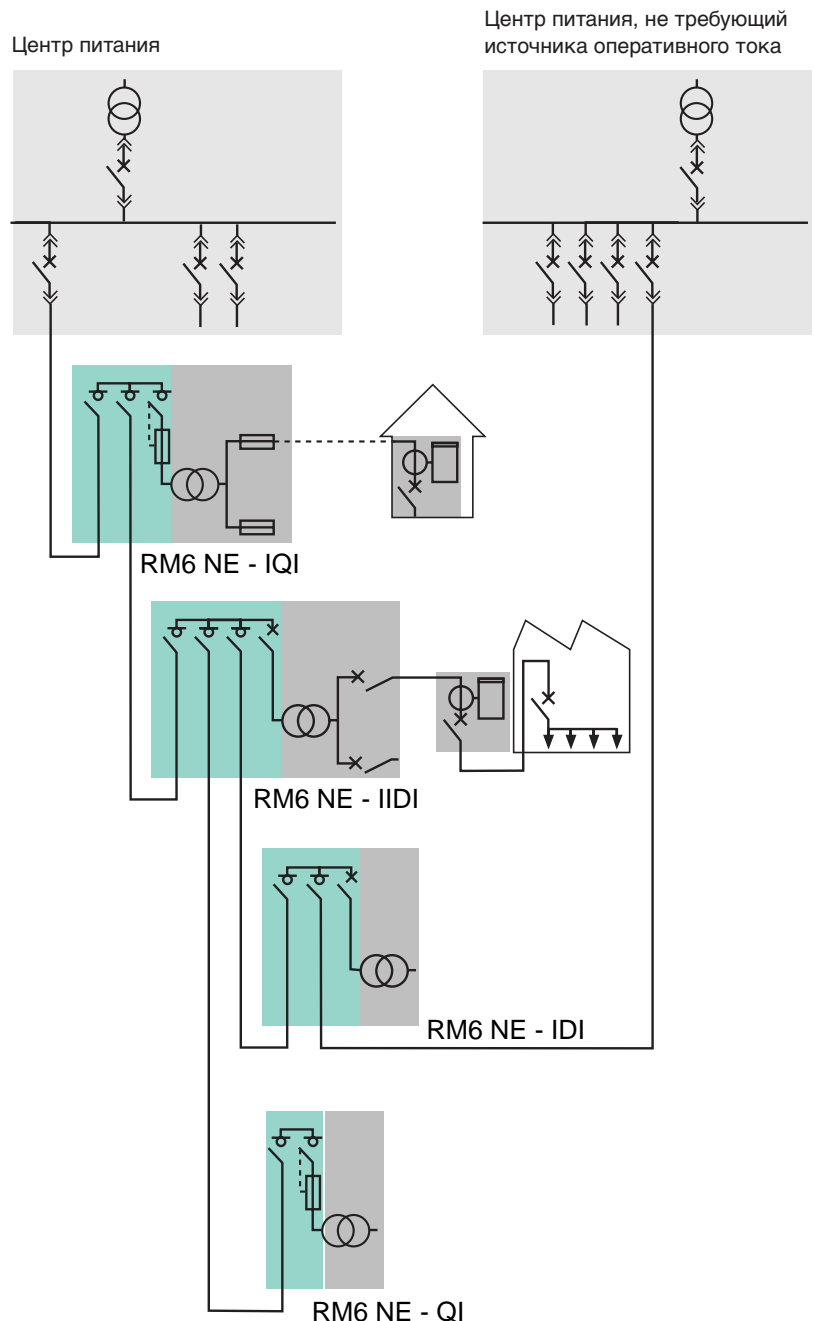 Центр питания
Центр питания, не требующий
источника оперативного тока
RM6 NE - IQI
RM6 NE - IIDI
RM6 NE - IDI
RM6 NE - QI